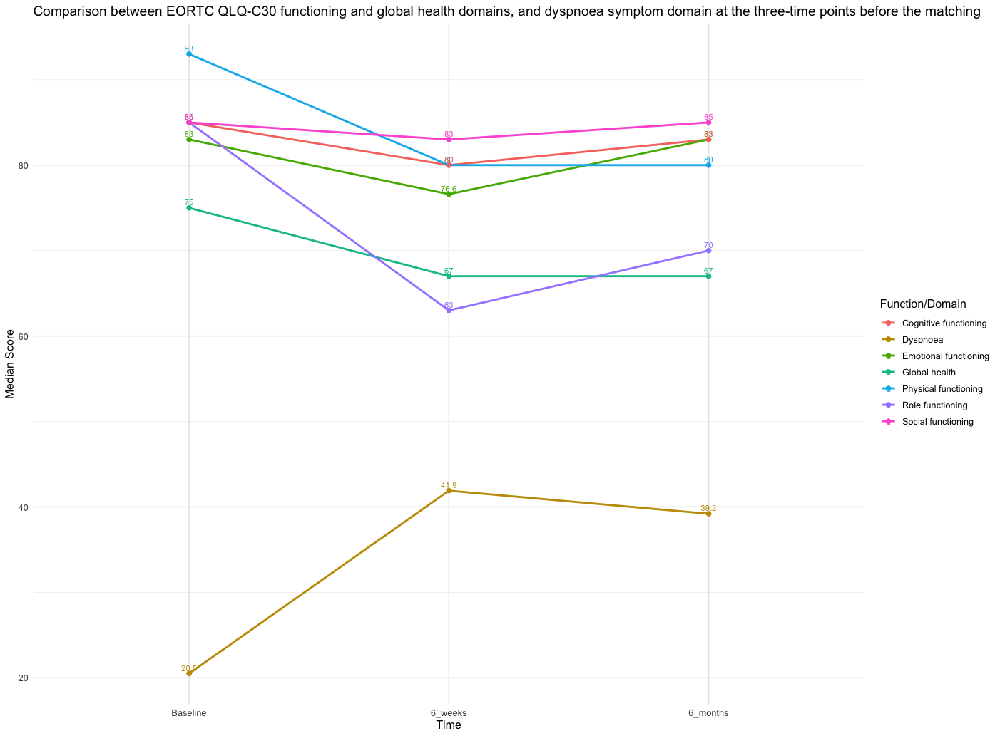 Comparison between EORTC QLQ-C30 functioning and global health domains, and dyspnoea symptom domain at the three-time points before the matching
93
85
85
85
83
83
83
83
80
80
80
76.6
75
70
67
67
63
41.9
39.2
20.5
80
60
40
20
Median Score
Baseline
6_weeks
6_months
Time
Function/Domain
Cognitive functioning
Dyspnoea
Emotional functioning
Global health
Physical functioning
Role functioning
Social functioning